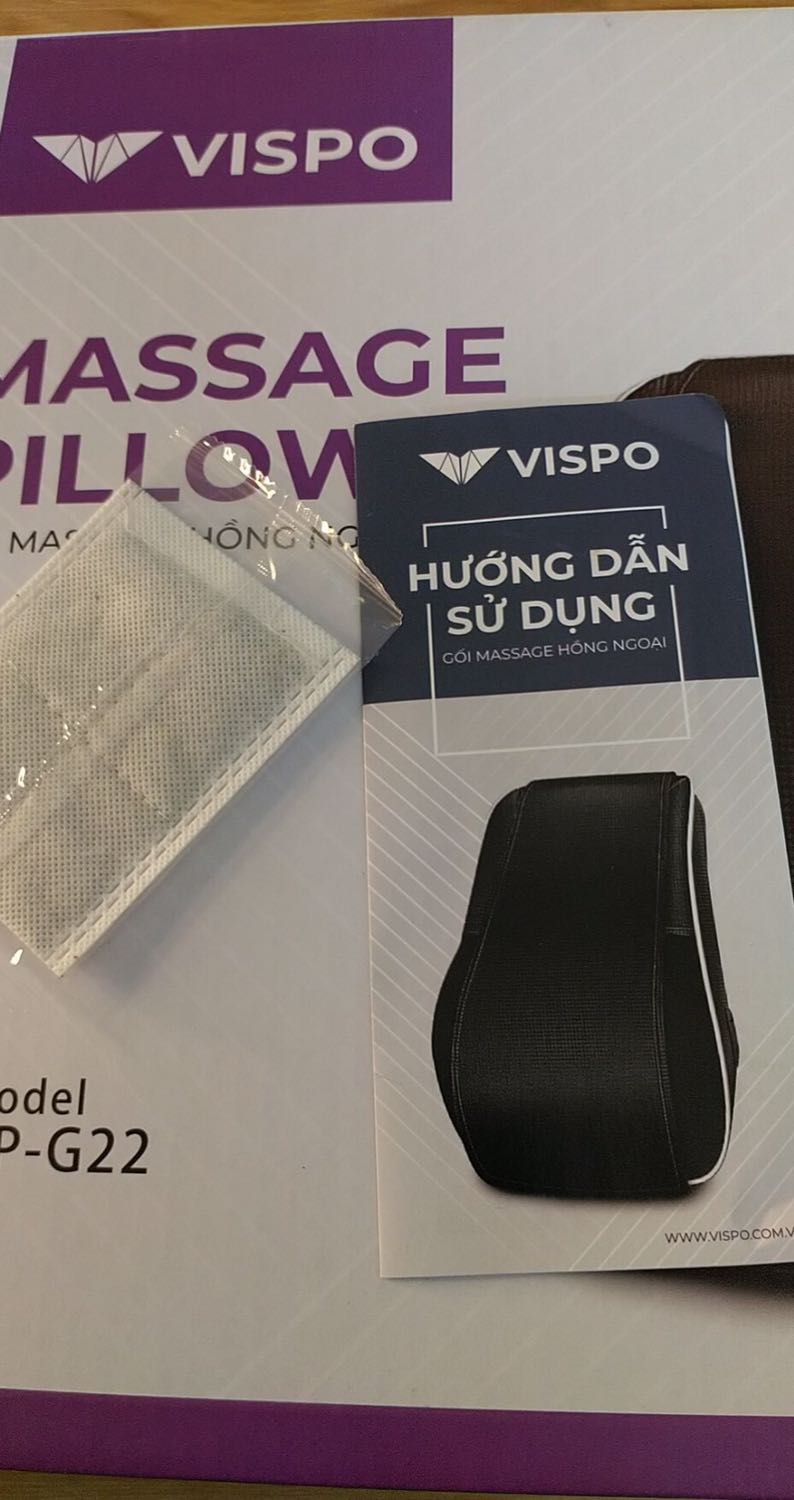 VISPO
MASSAGE
PILLOW
MAS HỒNG NG
VISPO
HƯỚNG DẪN
SỬ DỤNG
GỐI MASSAGE HỒNG NGOẠI
odel
P-G22
WWW.VISPO.COM.V